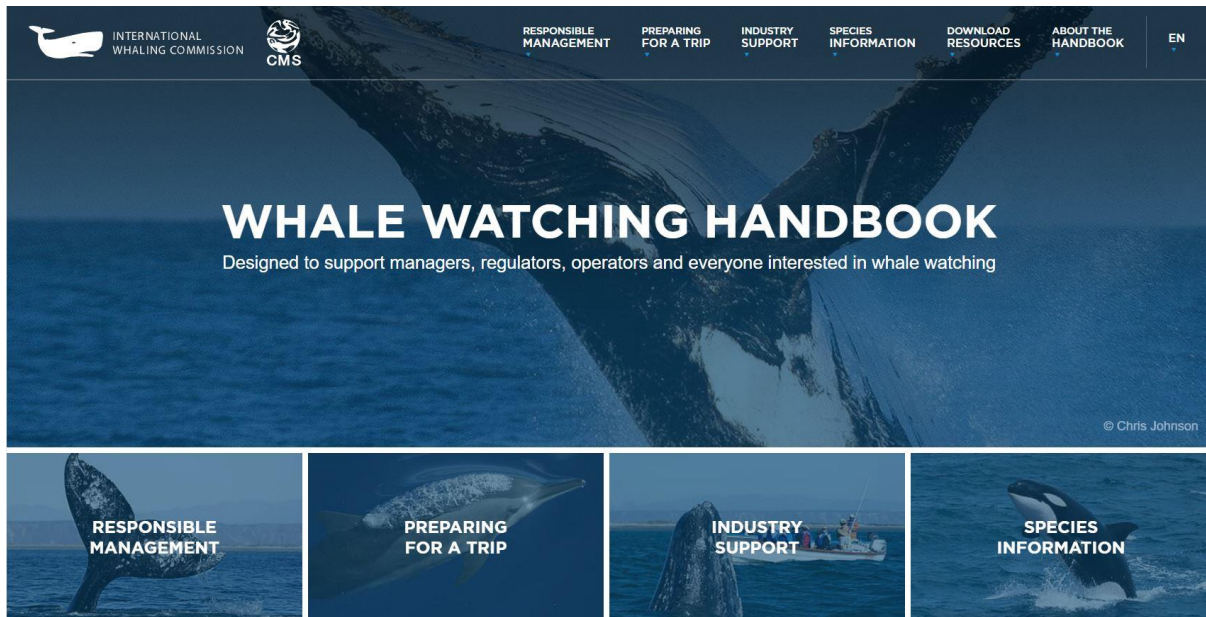 INTERNATIONAL
WHALING COMMISSION
CMS
RESPONSIBLE
MANAGEMENT
PREPARING
FOR A TRIP
INDUSTRY
SUPPORT
SPECIES
INFORMATION
DOWNLOAD
RESOURCES
ABOUT THE
HANDBOOK
EN
WHALE WATCHING HANDBOOK
Designed to support managers, regulators, operators and everyone interested in whale watching
© Chris Johnson
RESPONSIBLE
MANAGEMENT
PREPARING
FOR A TRIP
INDUSTRY
SUPPORT
SPECIES
INFORMATION